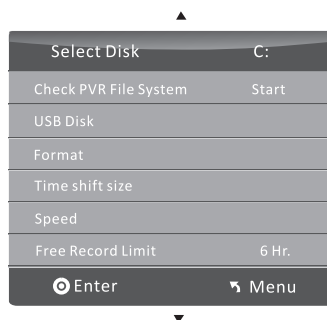 Select Disk C:
Check PVR File System Start
USB Disk
Format
Time shift size
Speed
Free Record Limit 6 Hr.
Enter Menu